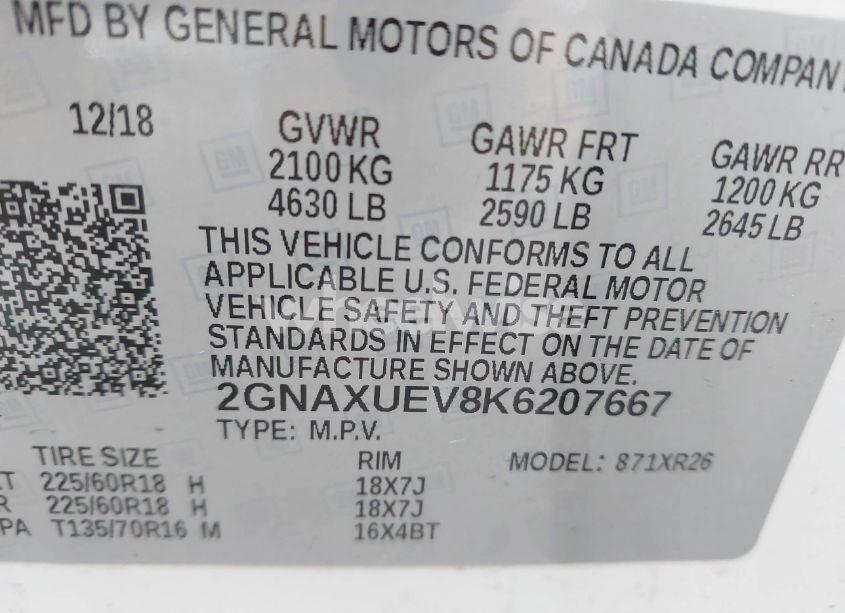 MFD BY GENERAL MOTORS OF CANADA COMPANY
12/18
GVWR GAWR FRT GAWR RR
2100 KG 1175 KG 1200 KG
4630 LB 2590 LB 2645 LB
THIS VEHICLE CONFORMS TO ALL
APPLICABLE U.S. FEDERAL MOTOR
VEHICLE SAFETY AND THEFT PREVENTION
STANDARDS IN EFFECT ON THE DATE OF
MANUFACTURE SHOWN ABOVE.
2GNAXUEV8K6207667
TYPE: M.P.V.
TIRE SIZE RIM MODEL: 871XR26
T 225/60R18 H 18X7J
R 225/60R18 H 18X7J
PA T135/70R16 M 16X4BT